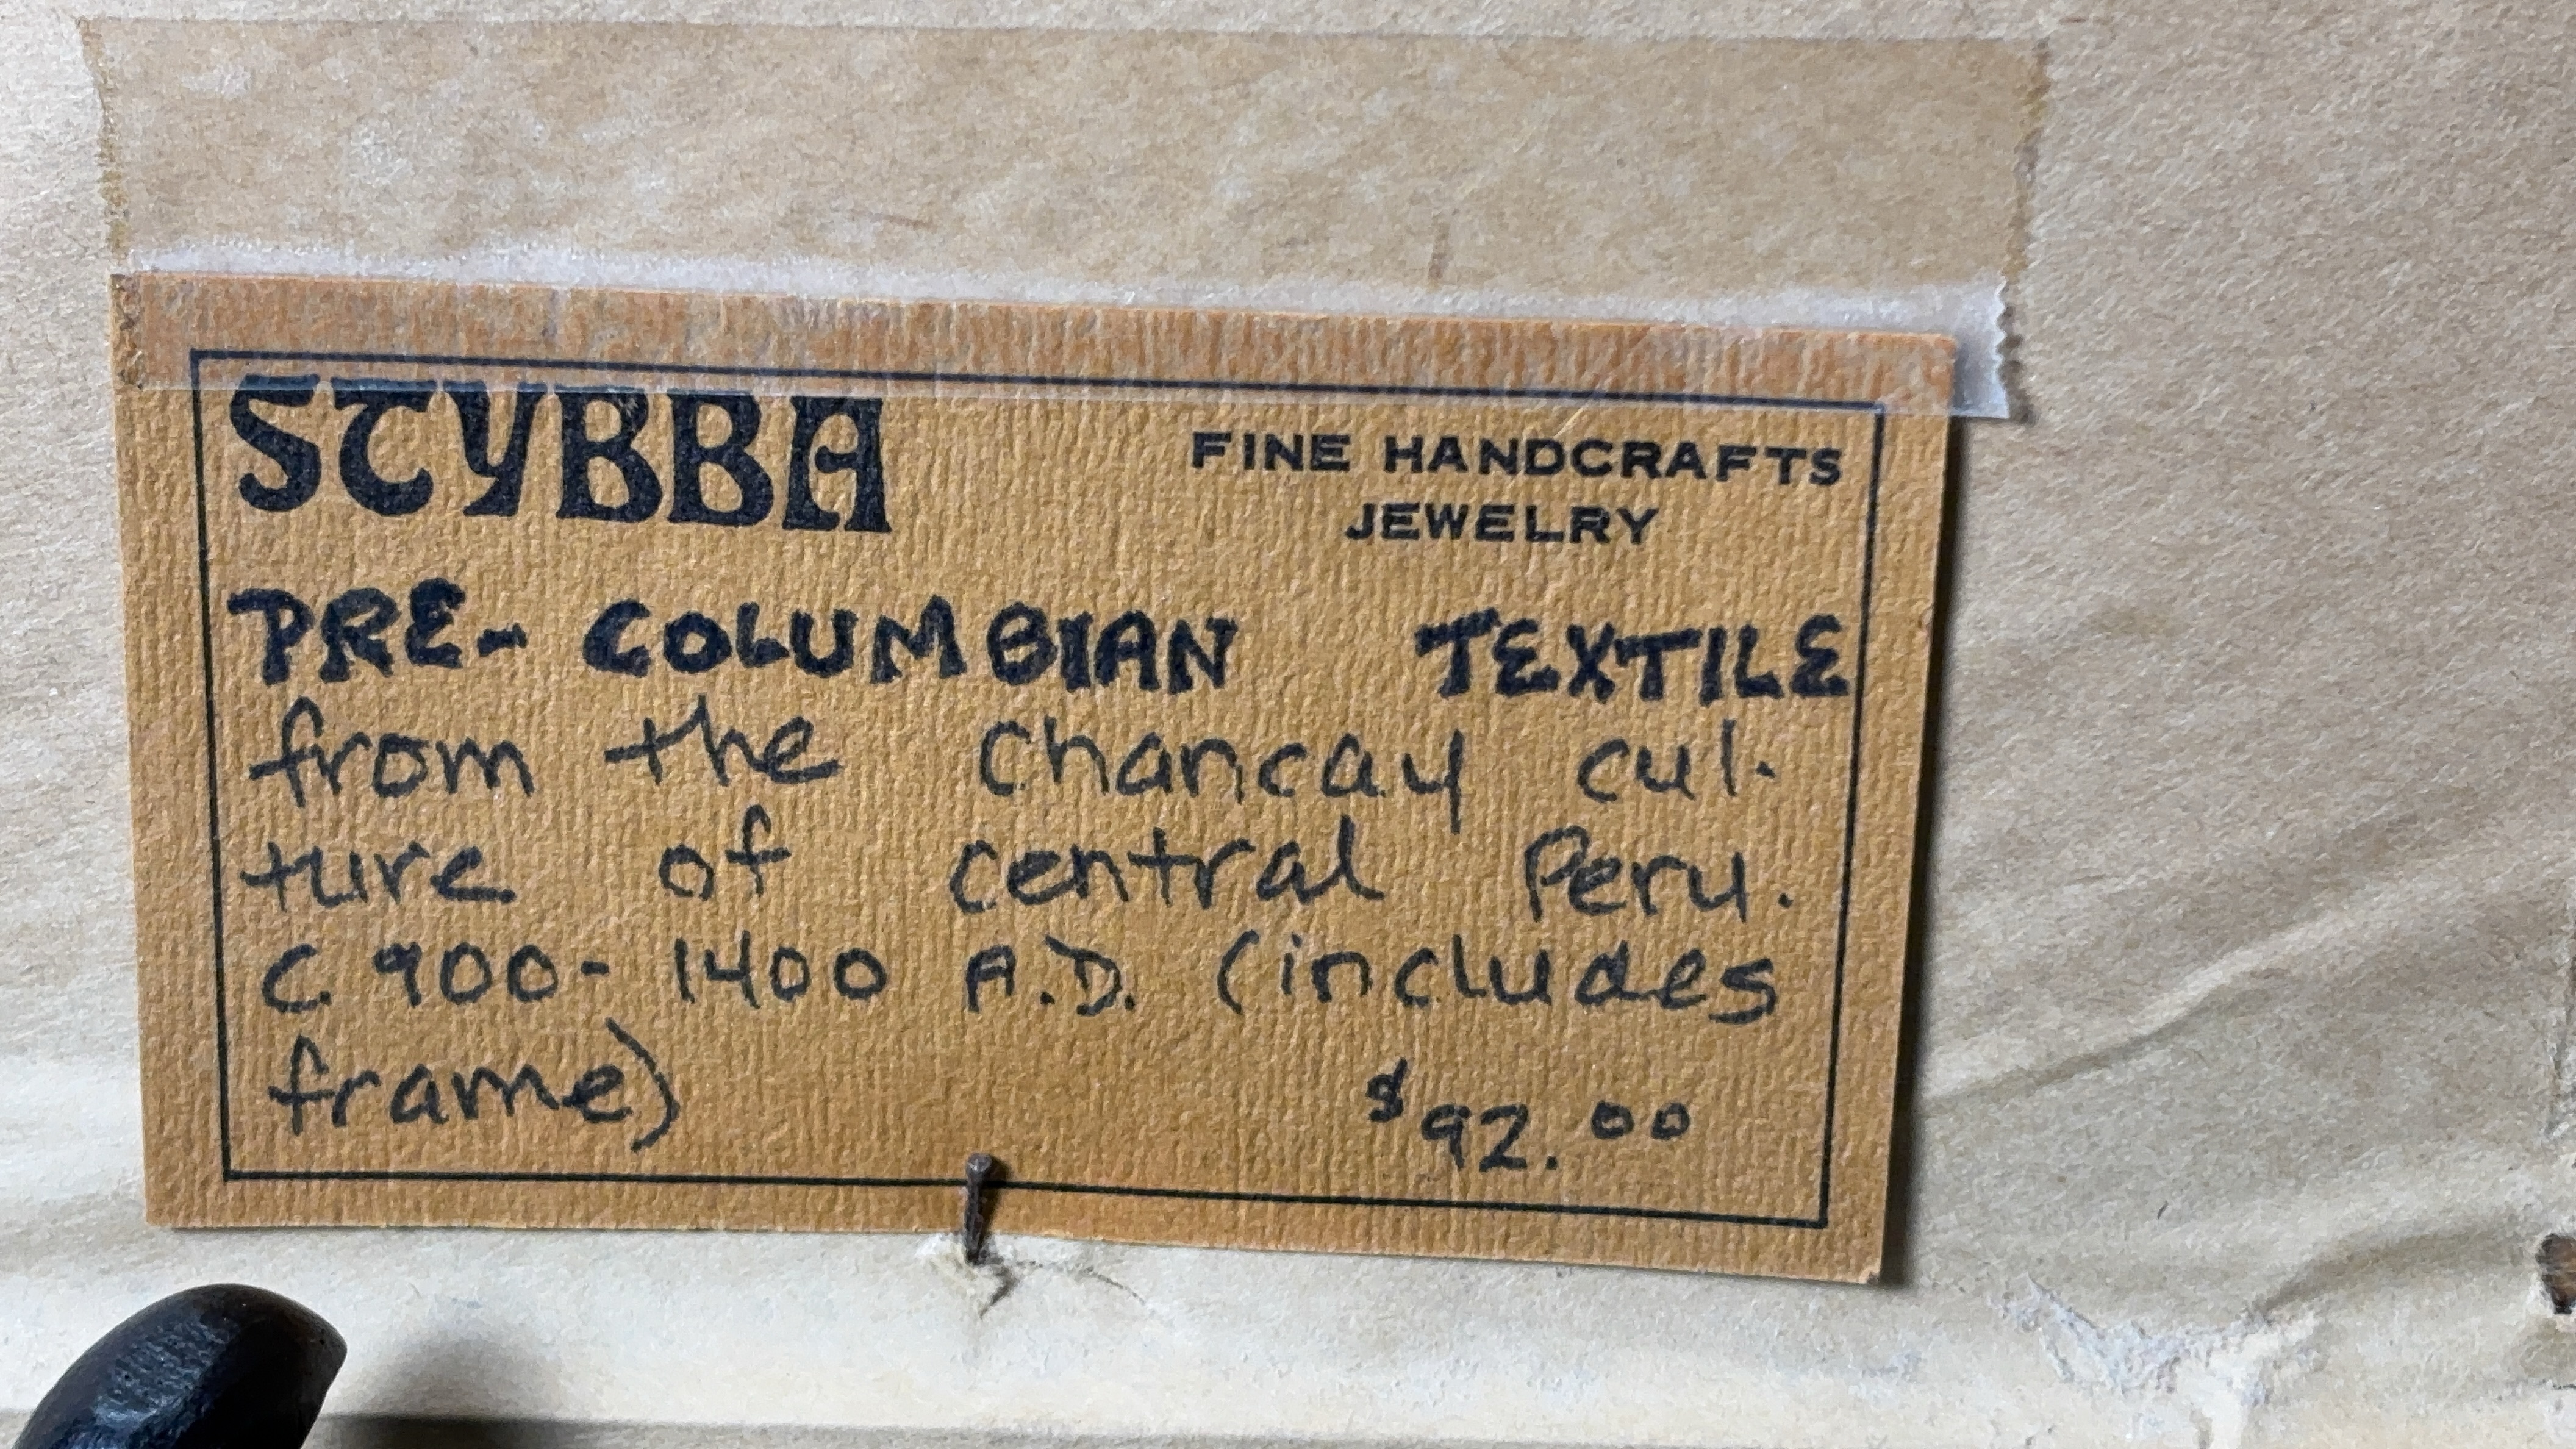 STYBBA
FINE HANDCRAFTS
JEWELRY
PRE- COLUMBIAN TEXTILE
from the Chancay cul-
ture of central Peru.
C. 900- 1400 A.D. (includes
frame)
$92.00